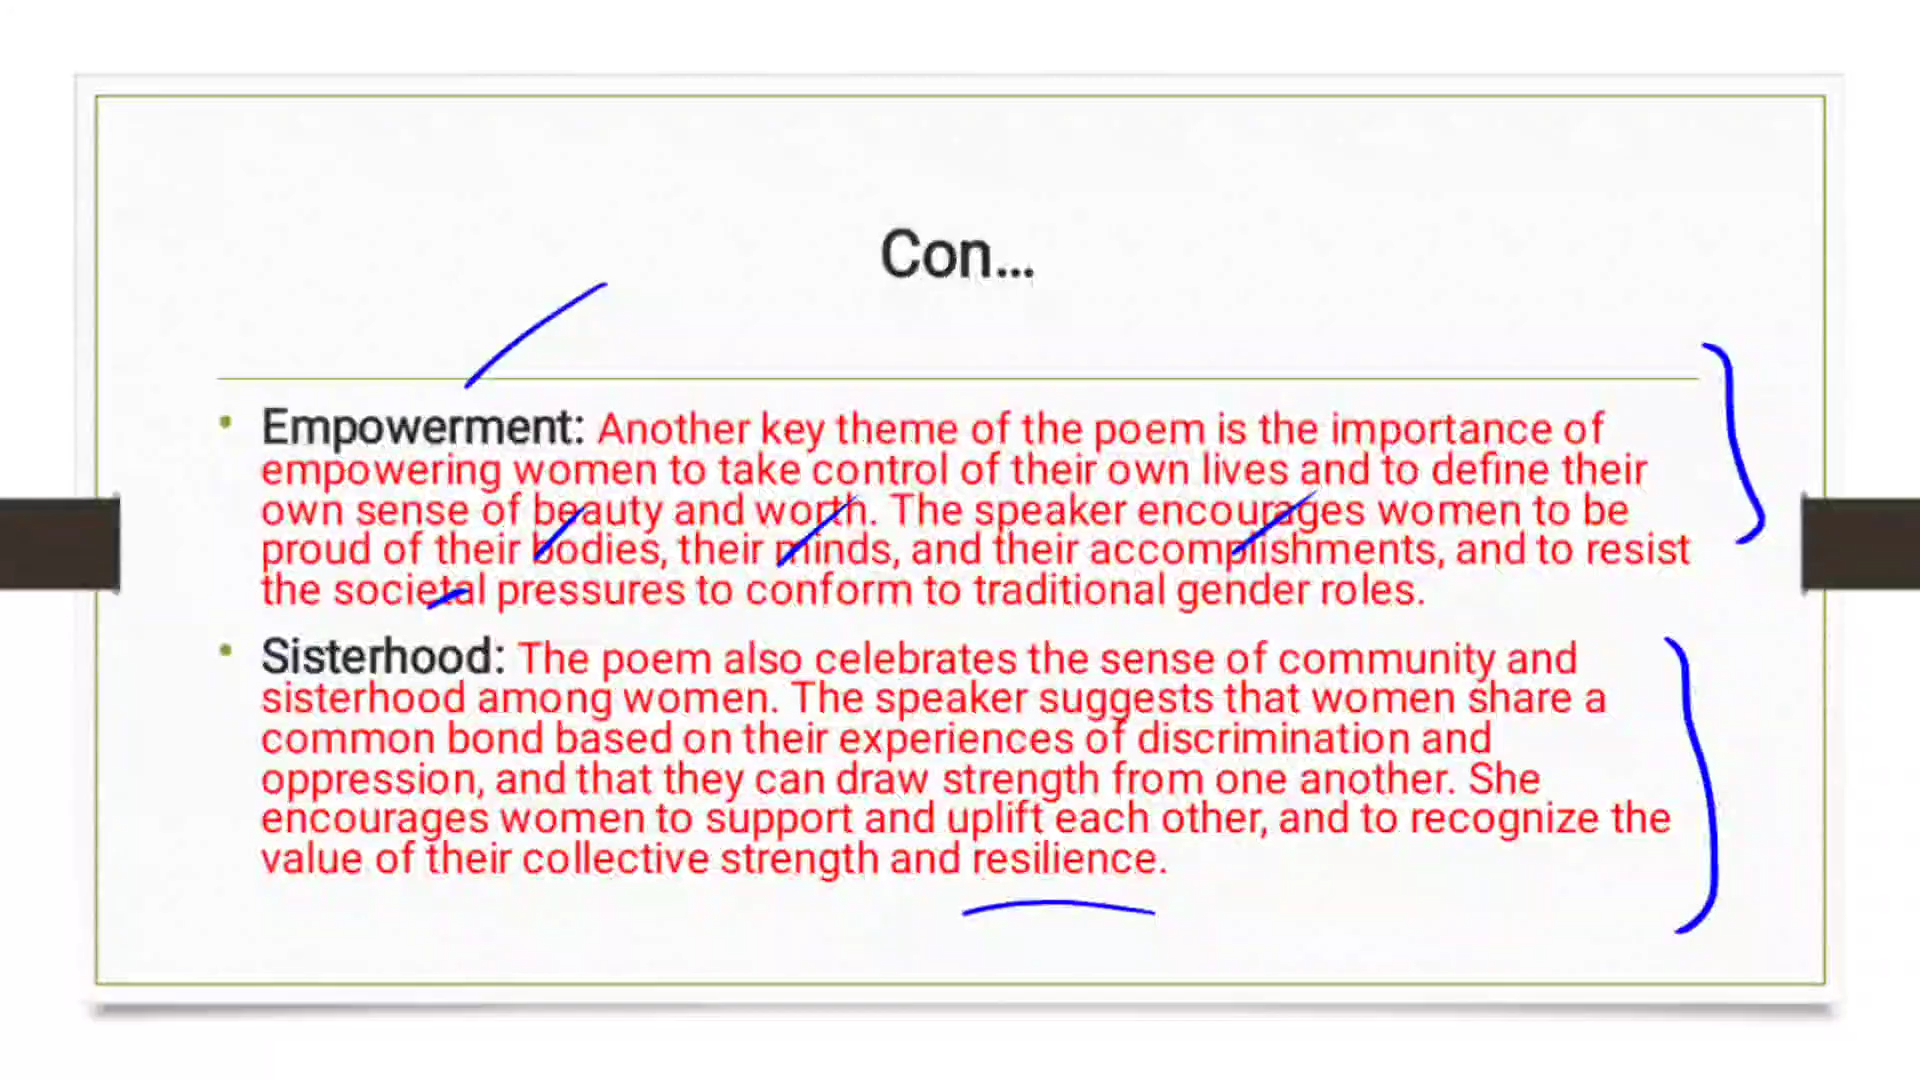 Con...
• Empowerment: Another key theme of the poem is the importance of
empowering women to take control of their own lives and to define their
own sense of beauty and worth. The speaker encourages women to be
proud of their bodies, their minds, and their accomplishments, and to resist
the societal pressures to conform to traditional gender roles.
• Sisterhood: The poem also celebrates the sense of community and
sisterhood among women. The speaker suggests that women share a
common bond based on their experiences of discrimination and
oppression, and that they can draw strength from one another. She
encourages women to support and uplift each other, and to recognize the
value of their collective strength and resilience.